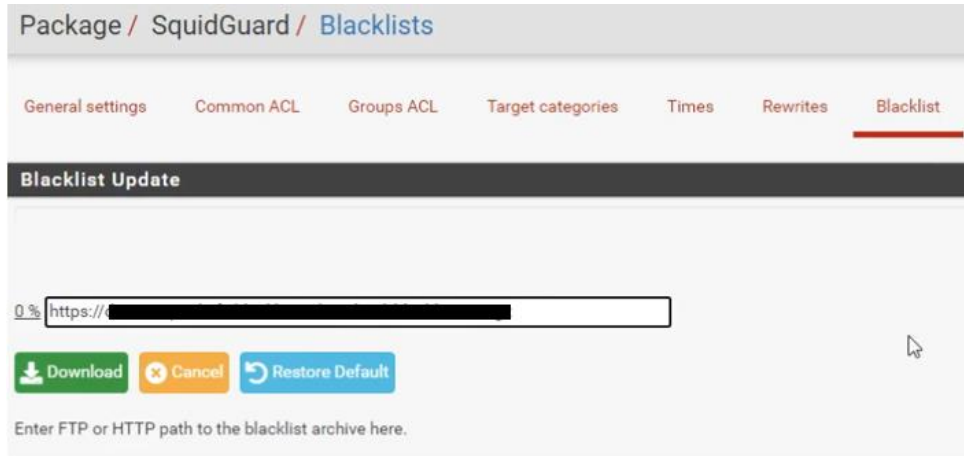 Package / SquidGuard / Blacklists
General settings Common ACL Groups ACL Target categories Times Rewrites Blacklist
Blacklist Update
0 % https://
Download Cancel Restore Default
Enter FTP or HTTP path to the blacklist archive here.